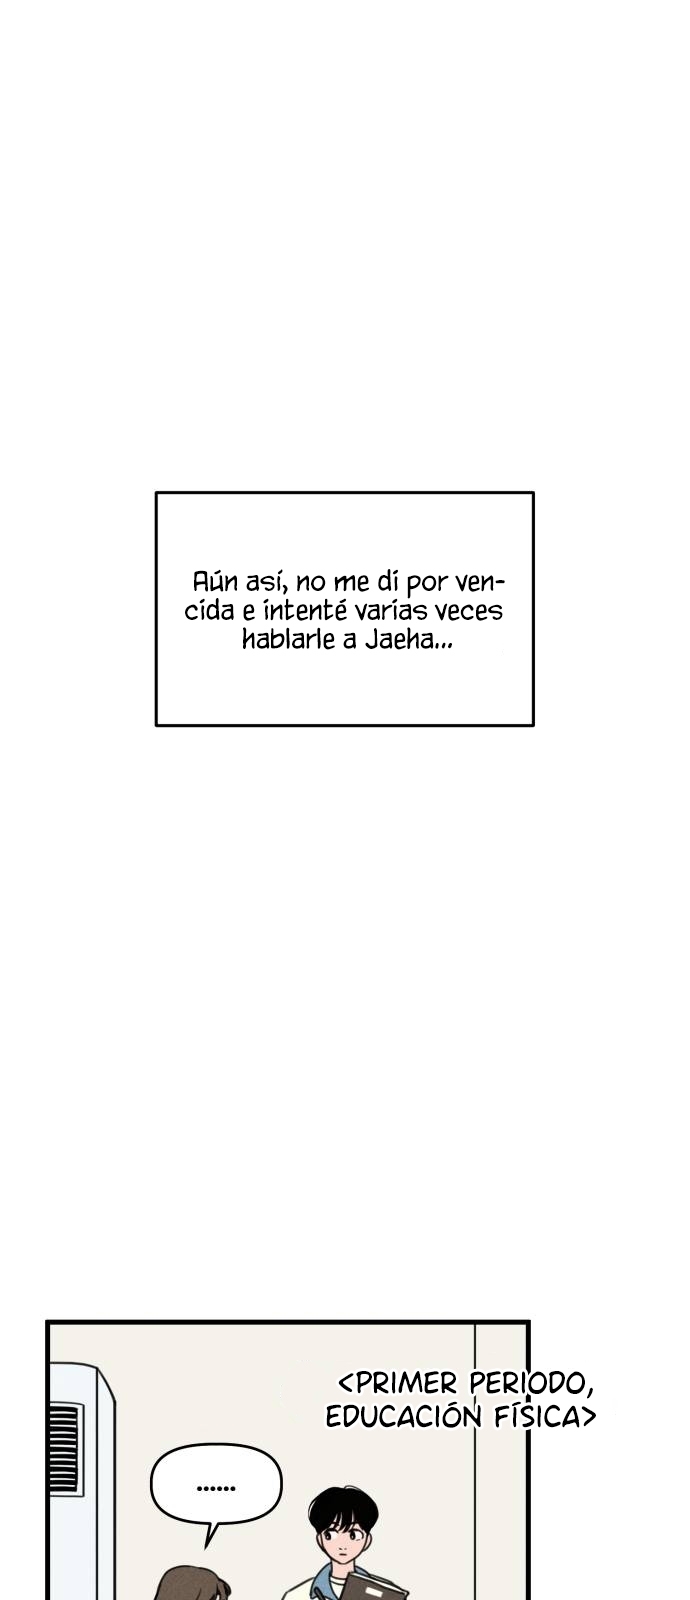 Aún así, no me di por ven-
cida e intenté varias veces
hablarle a Jaeha...
<PRIMER PERIODO,
EDUCACIÓN FÍSICA>
......